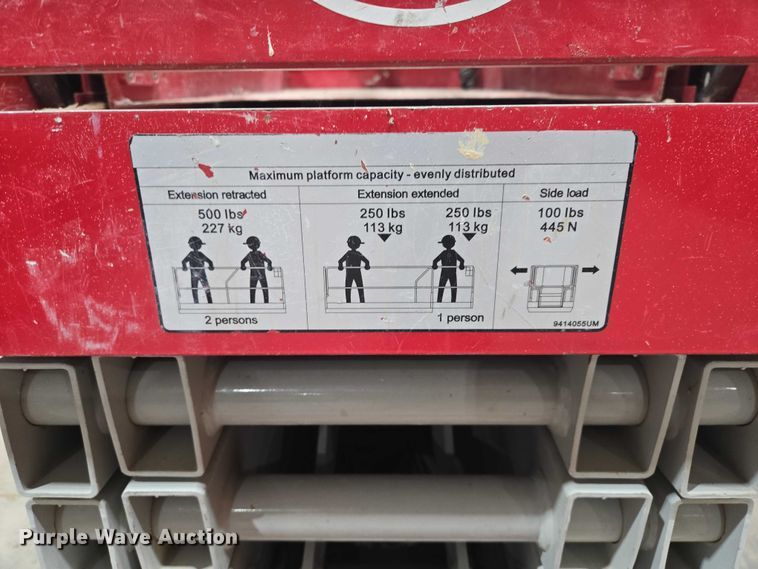 Maximum platform capacity - evenly distributed
Extension retracted
Extension extended
Side load
500 lbs
227 kg
250 lbs
113 kg
250 lbs
113 kg
100 lbs
445 N
2 persons
1 person
9414055UM
Purple Wave Auction